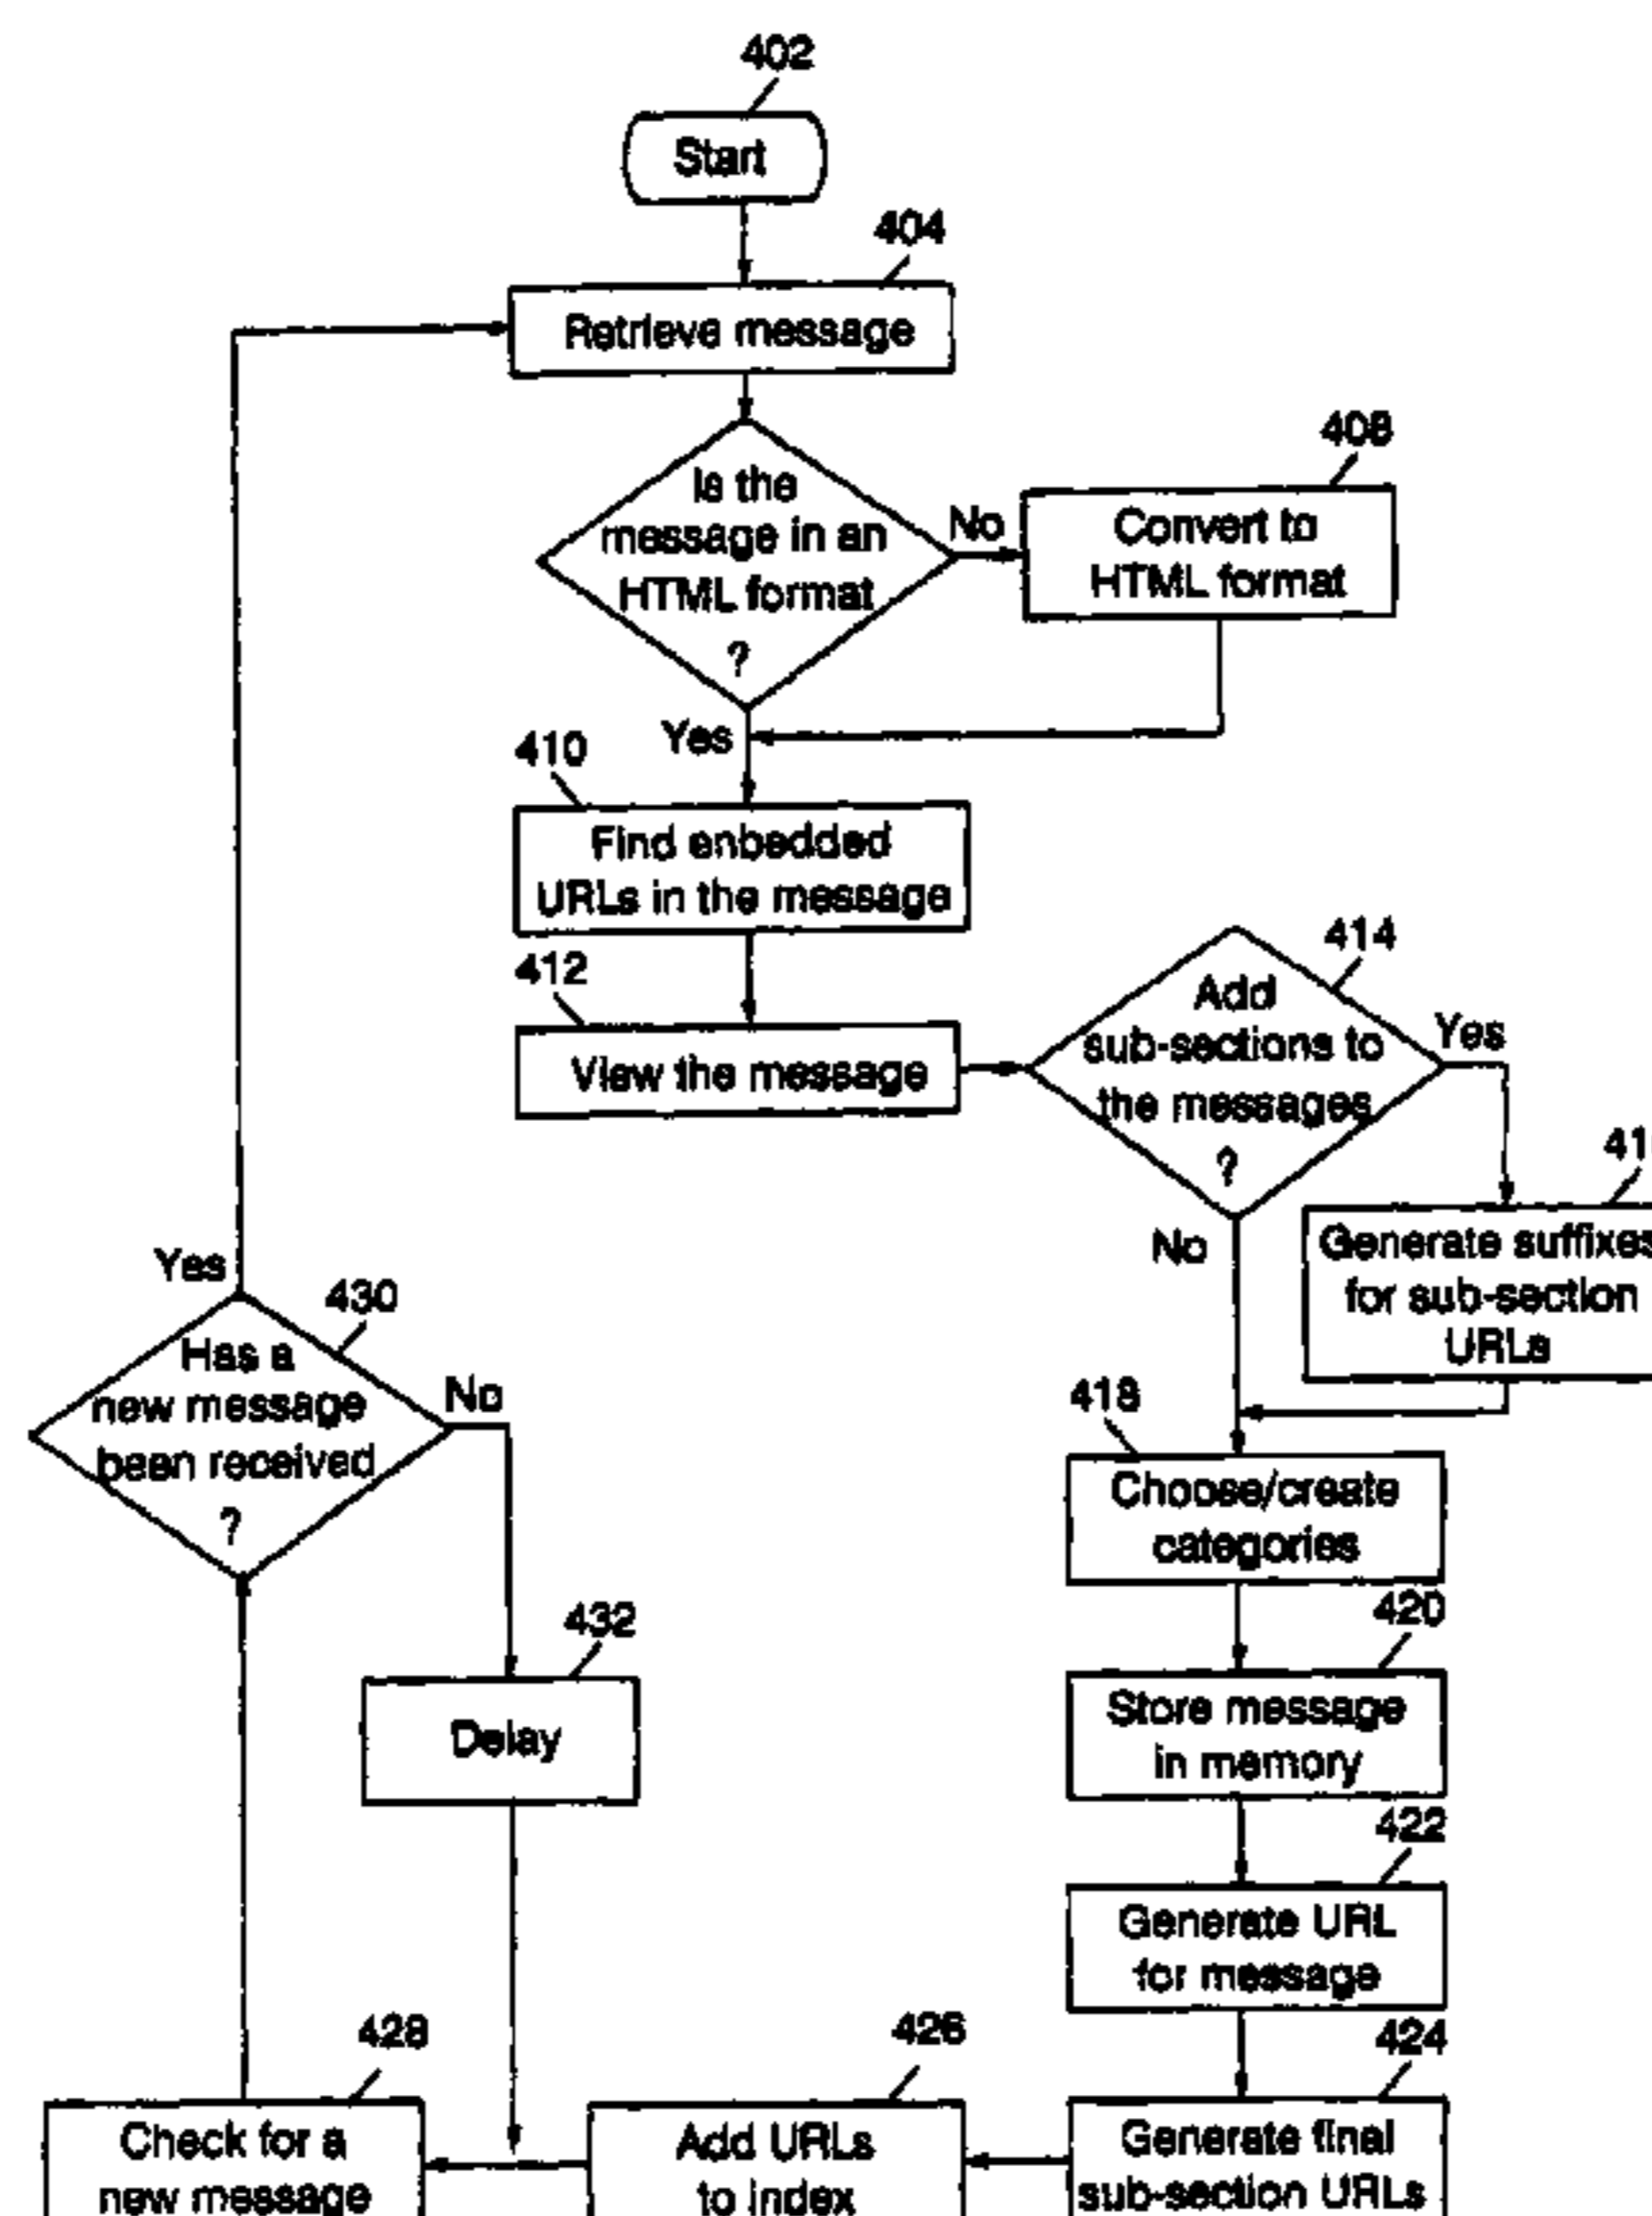 402
Start
404
Retrieve message
Is the
message in an
HTML format
?
No
408
Convert to
HTML format
Yes
410
Find enbedded
URLs in the message
412
View the message
414
Add
sub-sections to
the messages
?
Yes
No
41
Generate suffixes
for sub-section
URLs
418
Choose/create
categories
420
Store message
in memory
422
Generate URL
for message
424
Generate final
sub-section URLs
426
Add URLs
to index
428
Check for a
new message
430
Has a
new message
been received
?
Yes
No
432
Delay